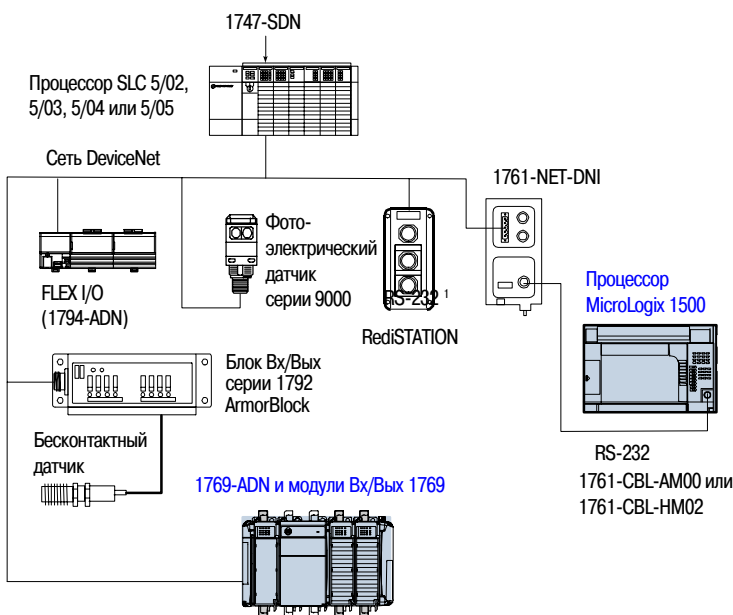 1747-SDN
Процессор SLC 5/02,
5/03, 5/04 или 5/05
Сеть DeviceNet
1761-NET-DNI
FLEX I/O
(1794-ADN)
Фото-
электрический
датчик
серии 9000
RS-232 1
RediSTATION
Процессор
MicroLogix 1500
Блок Вх/Вых
серии 1792
ArmorBlock
Бесконтактный
датчик
RS-232
1761-CBL-AM00 или
1761-CBL-HM02
1769-ADN и модули Вх/Вых 1769